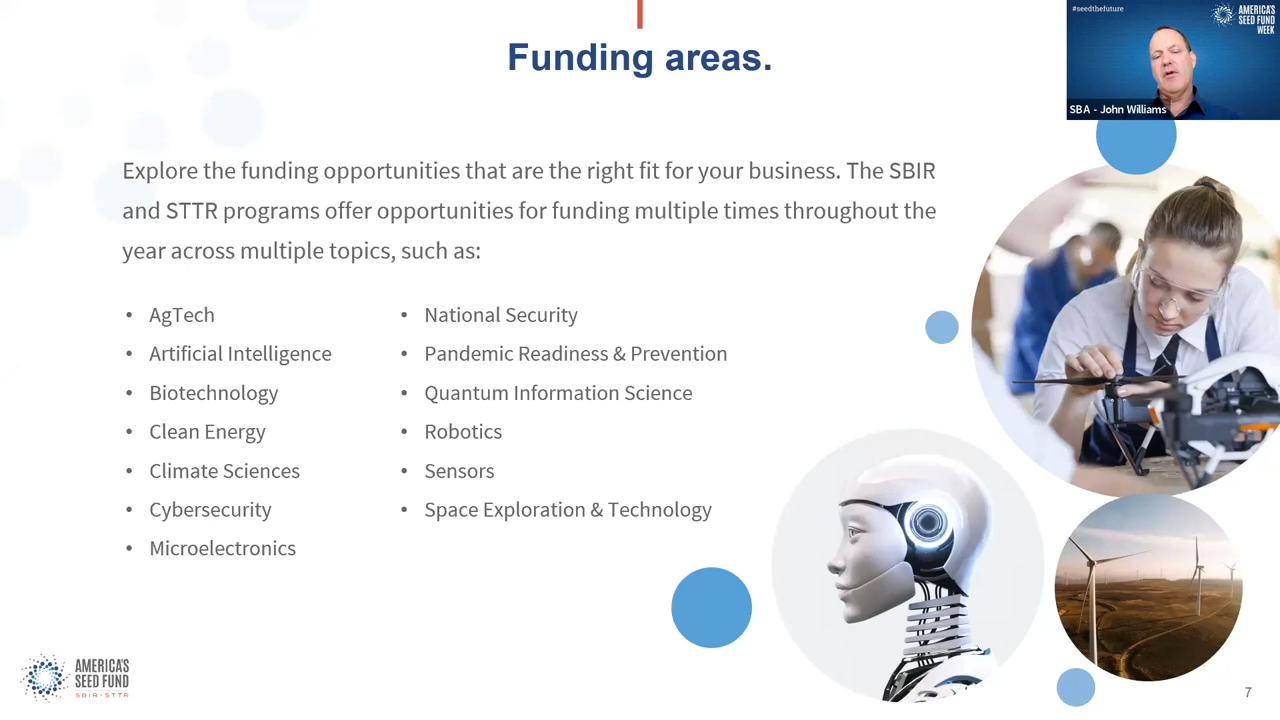 Funding areas.
#seedthefuture
AMERICA'S
SEED FUND
WEEK
SBA - John Williams
Explore the funding opportunities that are the right fit for your business. The SBIR
and STTR programs offer opportunities for funding multiple times throughout the
year across multiple topics, such as:
• AgTech
• Artificial Intelligence
• Biotechnology
• Clean Energy
• Climate Sciences
• Cybersecurity
• Microelectronics
• National Security
• Pandemic Readiness & Prevention
• Quantum Information Science
• Robotics
• Sensors
• Space Exploration & Technology
AMERICA'S
SEED FUND
SBIR·STTR
7